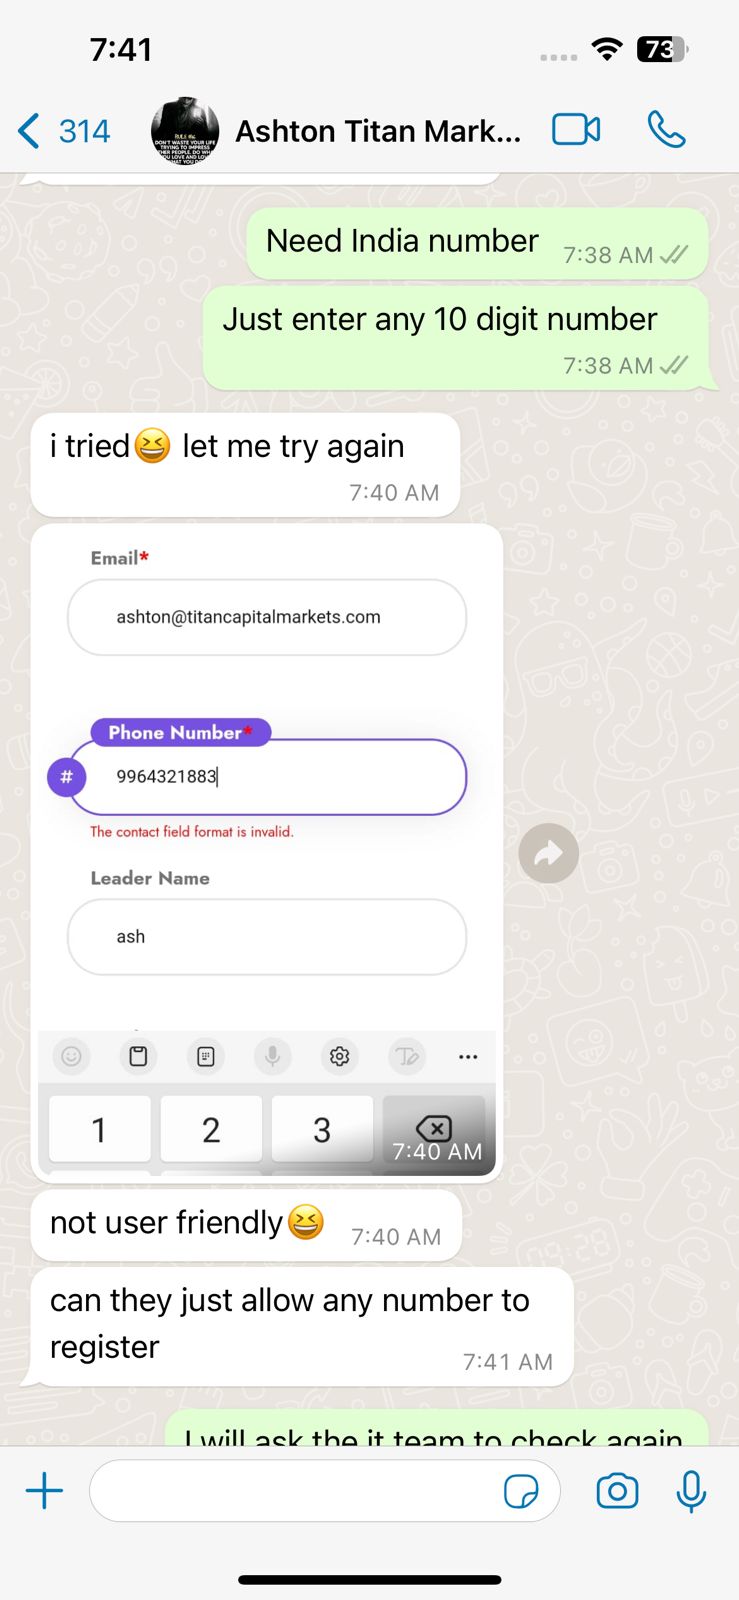 7:41
73
314
Ashton Titan Mark...
Need India number
7:38 AM
Just enter any 10 digit number
7:38 AM
i tried😆 let me try again
7:40 AM
Email*
ashton@titancapitalmarkets.com
Phone Number*
#
9964321883
The contact field format is invalid.
Leader Name
ash
1 2 3
7:40 AM
not user friendly😆
7:40 AM
can they just allow any number to
register
7:41 AM
I will ask the it team to check again